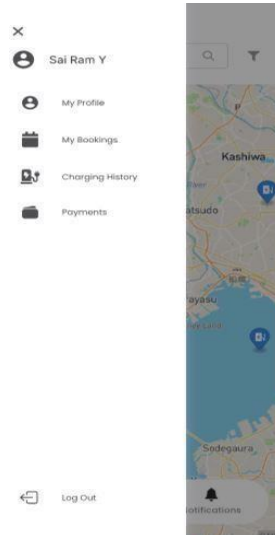 Sai Ram Y
My Profile
My Bookings
Charging History
Payments
Kashiwa
atsudo
ayasu
Sodegaura
Log Out
otifications